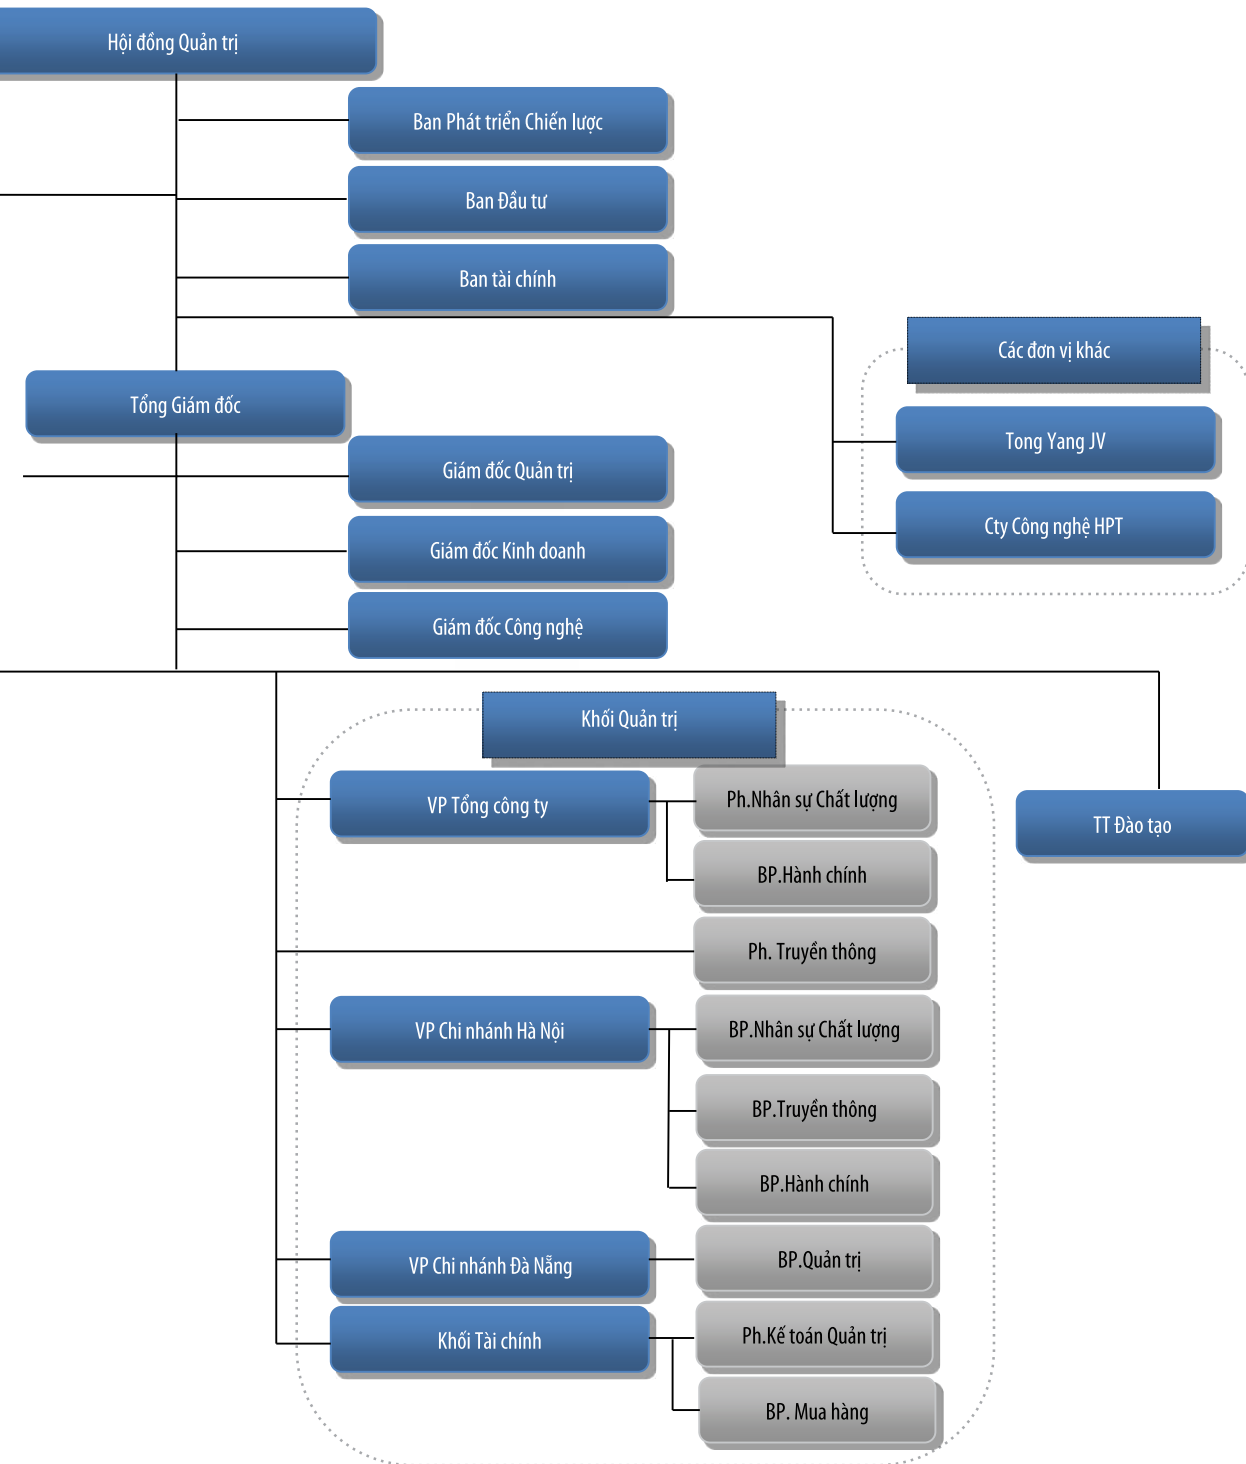 Hội đồng Quản trị
Ban Phát triển Chiến lược
Ban Đầu tư
Ban tài chính
Các đơn vị khác
Tổng Giám đốc
Tong Yang JV
Giám đốc Quản trị
Cty Công nghệ HPT
Giám đốc Kinh doanh
Giám đốc Công nghệ
Khối Quản trị
VP Tổng công ty
Ph.Nhân sự Chất lượng
TT Đào tạo
BP.Hành chính
Ph. Truyền thông
VP Chi nhánh Hà Nội
BP.Nhân sự Chất lượng
BP.Truyền thông
BP.Hành chính
VP Chi nhánh Đà Nẵng
BP.Quản trị
Khối Tài chính
Ph.Kế toán Quản trị
BP. Mua hàng